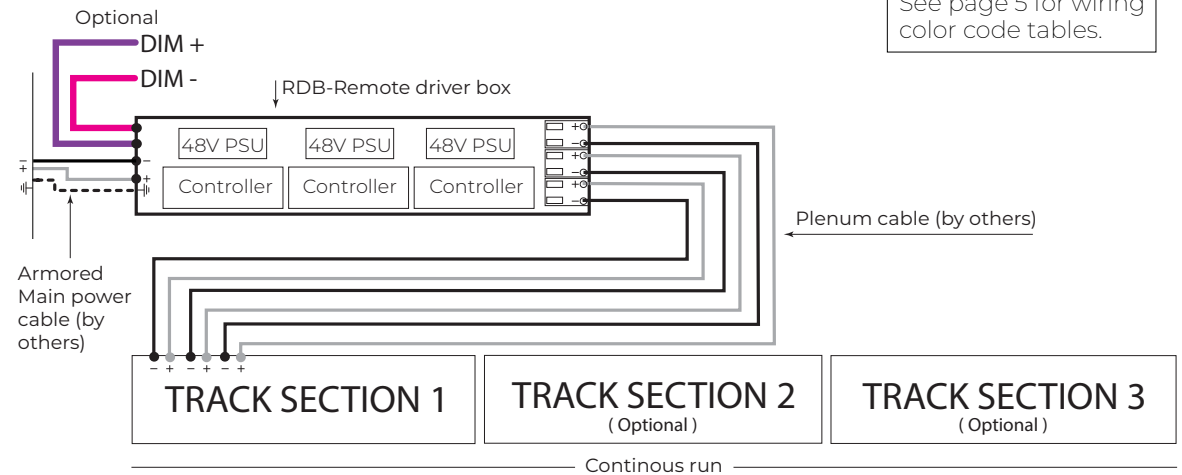 See page 5 for wiring
color code tables.
Optional
DIM +
DIM -
RDB-Remote driver box
48V PSU
48V PSU
48V PSU
Controller
Controller
Controller
+
–
+
–
+
–
–
+
–
+
Plenum cable (by others)
Armored
Main power
cable (by
others)
– + – + – +
TRACK SECTION 1
TRACK SECTION 2
( Optional )
TRACK SECTION 3
( Optional )
Continous run